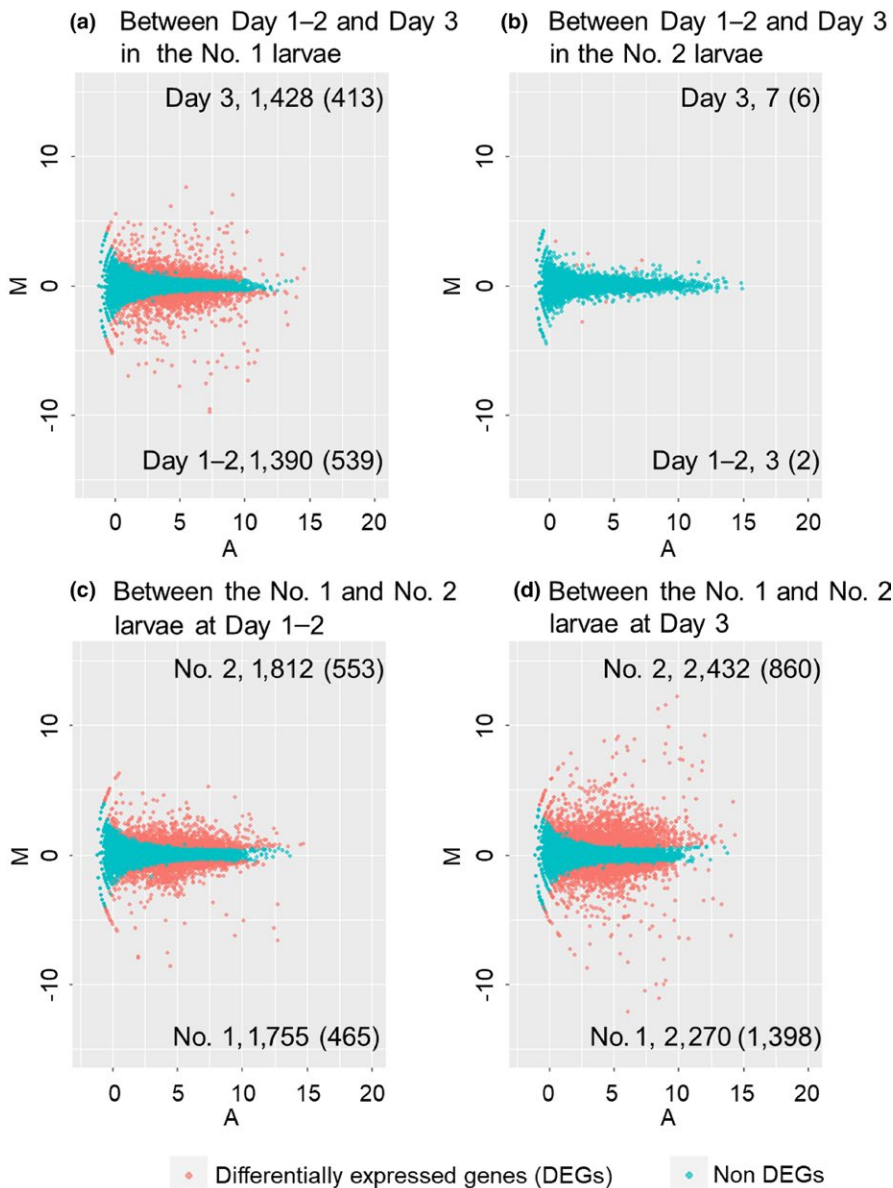 (a) Between Day 1–2 and Day 3
in the No. 1 larvae
Day 3, 1,428 (413)
10
0
-10
M
Day 1–2, 1,390 (539)
0 5 10 15 20
A
(b) Between Day 1–2 and Day 3
in the No. 2 larvae
Day 3, 7 (6)
10
0
-10
M
Day 1–2, 3 (2)
0 5 10 15 20
A
(c) Between the No. 1 and No. 2
larvae at Day 1–2
No. 2, 1,812 (553)
10
0
-10
M
No. 1, 1,755 (465)
0 5 10 15 20
A
(d) Between the No. 1 and No. 2
larvae at Day 3
No. 2, 2,432 (860)
10
0
-10
M
No. 1, 2,270 (1,398)
0 5 10 15 20
A
Differentially expressed genes (DEGs) Non DEGs